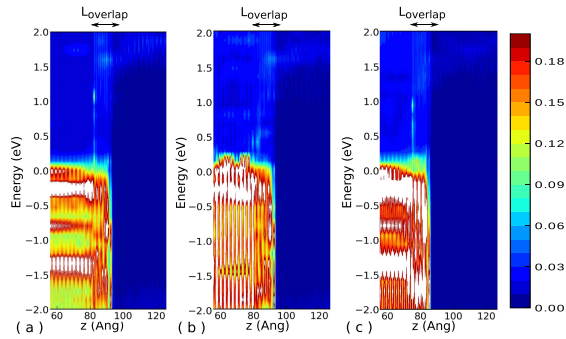 Loverlap Loverlap Loverlap
2.0 2.0 2.0
0.18
1.5 1.5 1.5
0.15
1.0 1.0 1.0
0.12
0.5 0.5 0.5
Energy (eV) Energy (eV) Energy (eV)
0.0 0.0 0.0
0.09
−0.5 −0.5 −0.5
0.06
−1.0 −1.0 −1.0
−1.5 −1.5 −1.5
0.03
−2.0 −2.0 −2.0
0.00
60 80 100 120 60 80 100 120 60 80 100 120
( a ) z (Ang) ( b ) z (Ang) ( c ) z (Ang)